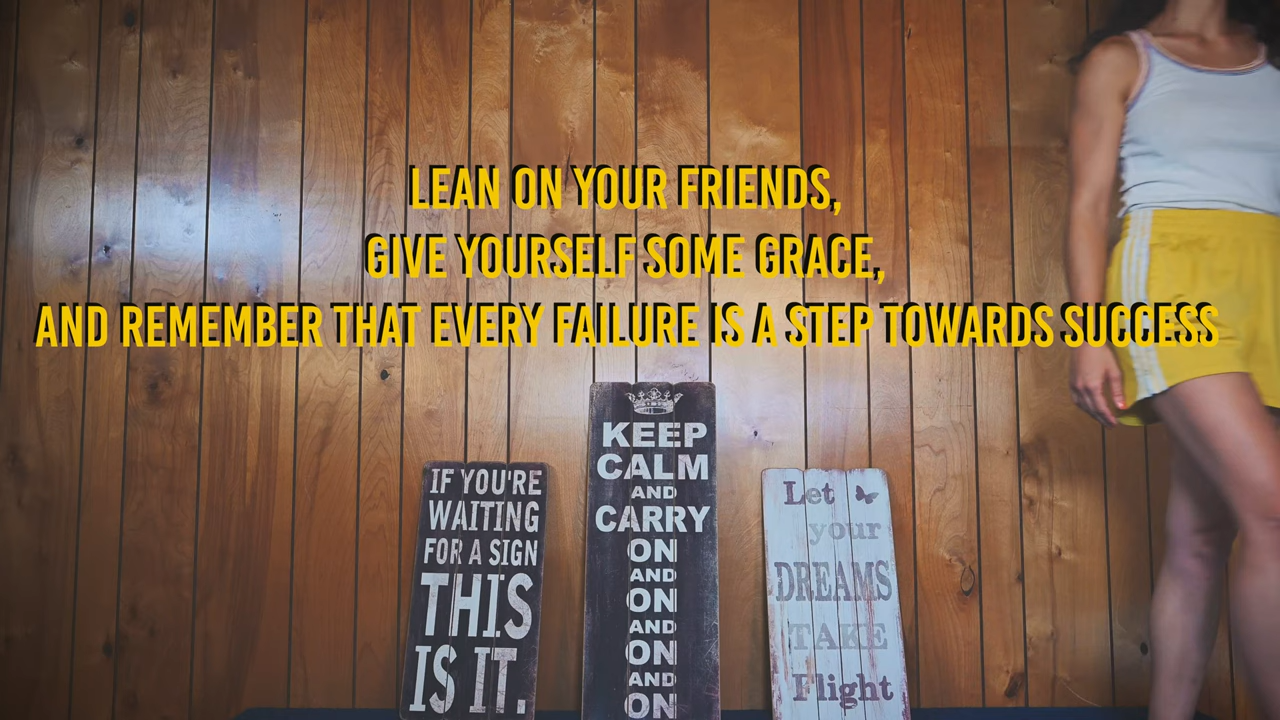 LEAN ON YOUR FRIENDS,
GIVE YOURSELF SOME GRACE,
AND REMEMBER THAT EVERY FAILURE IS A STEP TOWARDS SUCCESS
IF YOU'RE
WAITING
FOR A SIGN
THIS
IS IT.
KEEP
CALM
AND
CARRY
ON
AND
ON
AND
ON
AND
ON
Let
your
DREAMS
TAKE
Flight